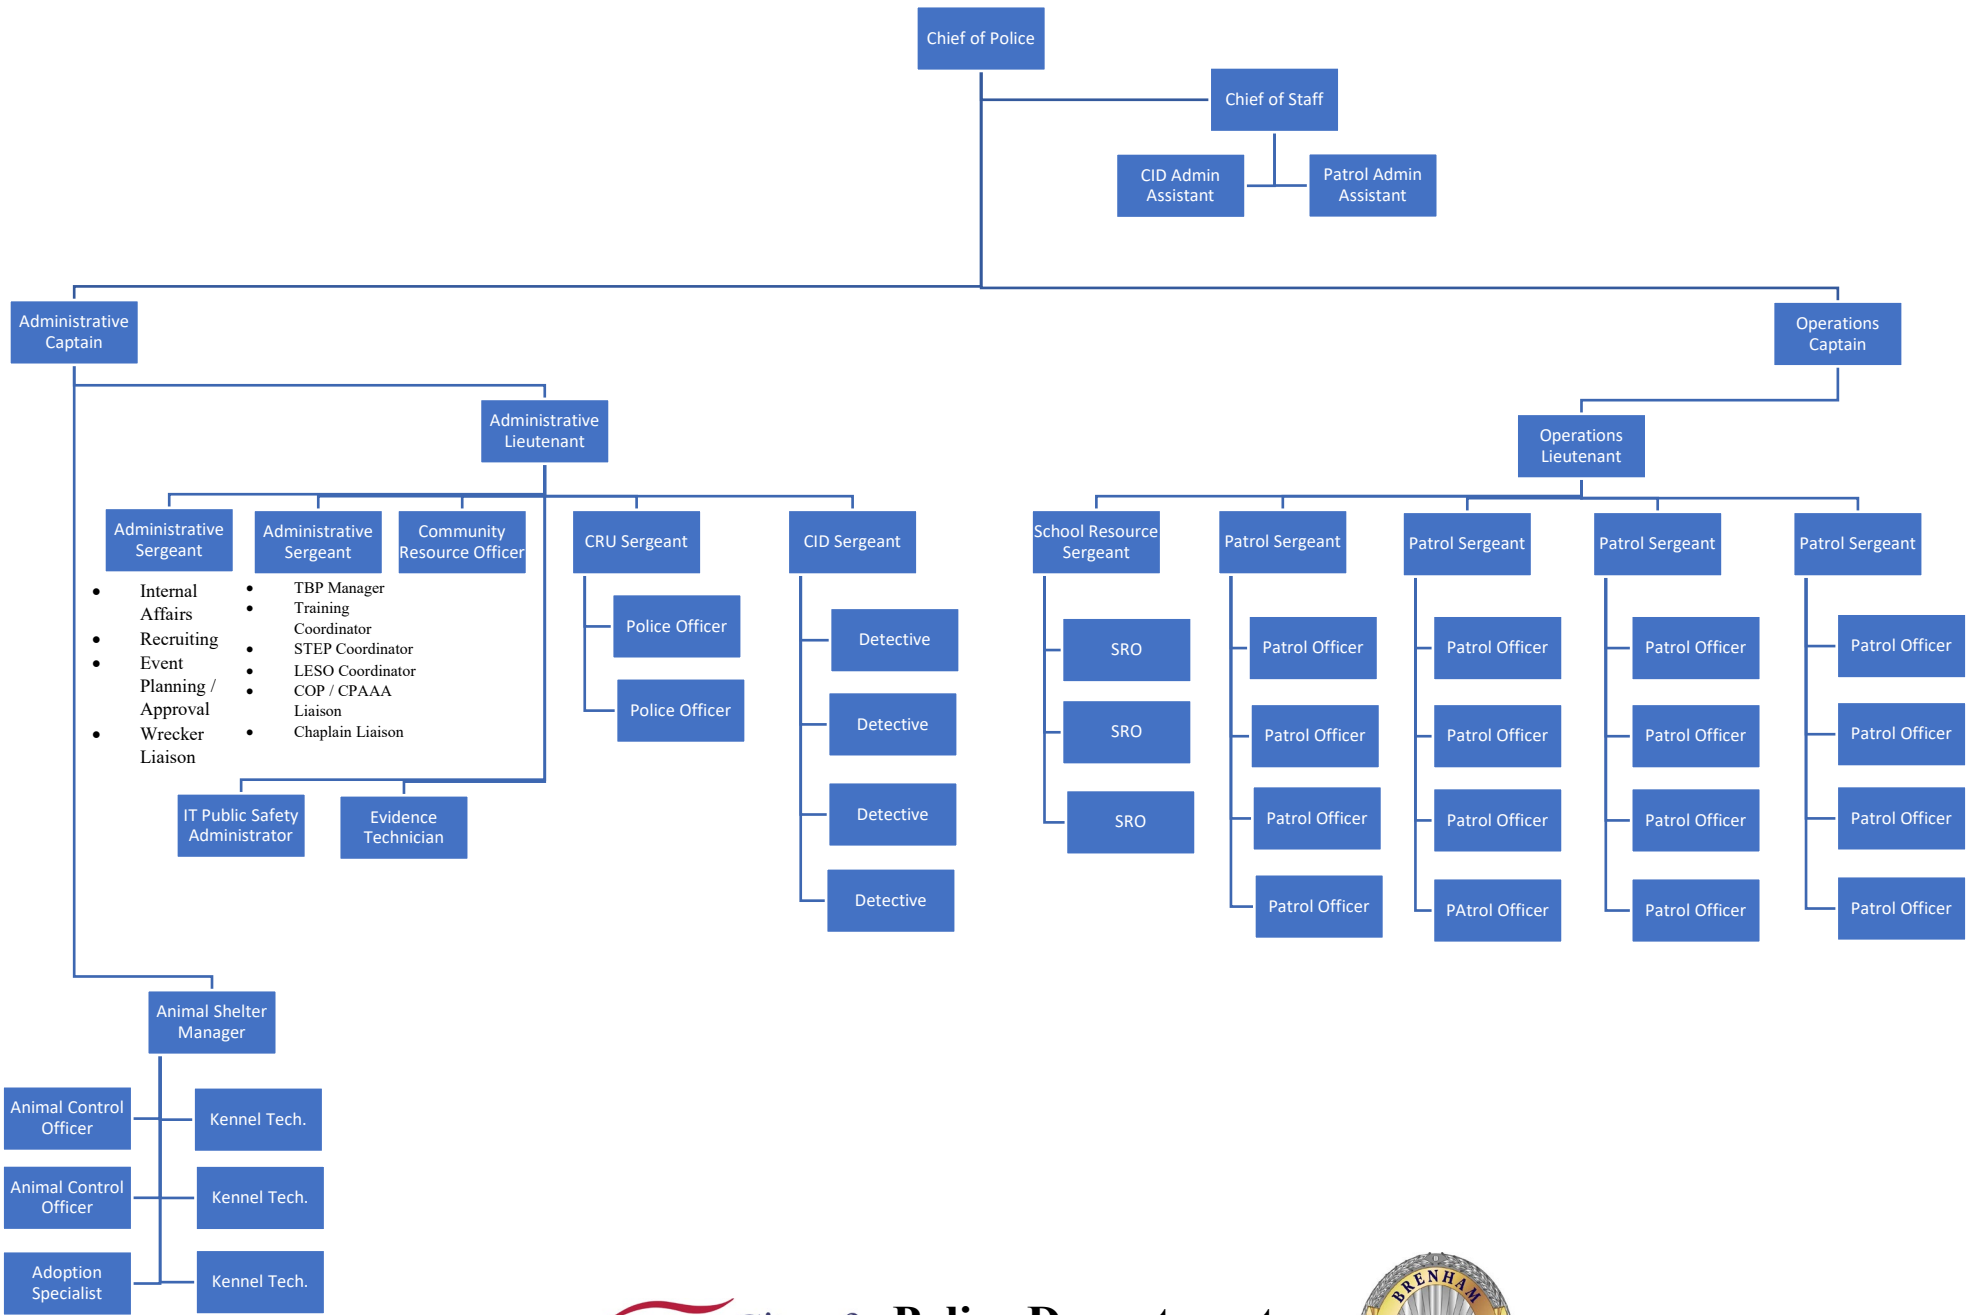 Chief of Police
Chief of Staff
CID Admin
Assistant
Patrol Admin
Assistant
Administrative
Captain
Operations
Captain
Administrative
Lieutenant
Operations
Lieutenant
Administrative
Sergeant
• Internal
Affairs
• Recruiting
• Event
Planning /
Approval
• Wrecker
Liaison
Administrative
Sergeant
• TBP Manager
• Training
Coordinator
• STEP Coordinator
• LESO Coordinator
• COP / CPAAA
Liaison
• Chaplain Liaison
Community
Resource Officer
CRU Sergeant
Police Officer
Police Officer
CID Sergeant
Detective
Detective
Detective
Detective
IT Public Safety
Administrator
Evidence
Technician
School Resource
Sergeant
SRO
SRO
SRO
Patrol Sergeant
Patrol Officer
Patrol Officer
Patrol Officer
Patrol Officer
Patrol Sergeant
Patrol Officer
Patrol Officer
Patrol Officer
PAtrol Officer
Patrol Sergeant
Patrol Officer
Patrol Officer
Patrol Officer
Patrol Officer
Patrol Sergeant
Patrol Officer
Patrol Officer
Patrol Officer
Patrol Officer
Animal Shelter
Manager
Animal Control
Officer
Kennel Tech.
Animal Control
Officer
Kennel Tech.
Adoption
Specialist
Kennel Tech.
Police Department
BRENHAM